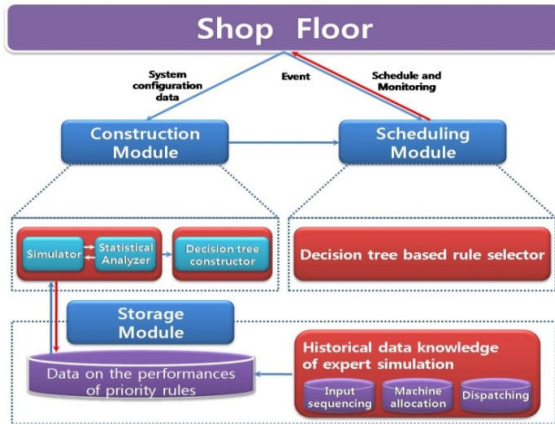 Shop Floor
System
configuration
data
Event
Schedule and
Monitoring
Construction
Module
Scheduling
Module
Simulator
Statistical
Analyzer
Decision tree
constructor
Decision tree based rule selector
Storage
Module
Data on the performances
of priority rules
Historical data knowledge
of expert simulation
Input
sequencing
Machine
allocation
Dispatching